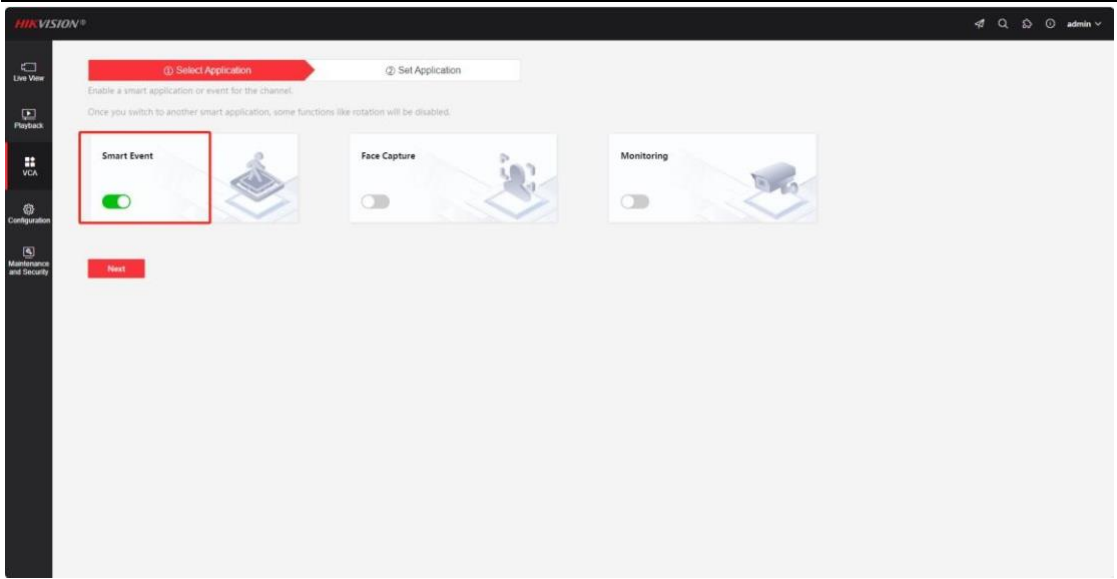 HIKVISION®
admin
Live View
Playback
VCA
Configuration
Maintenance
and Security
① Select Application
② Set Application
Enable a smart application or event for the channel.
Once you switch to another smart application, some functions like rotation will be disabled.
Smart Event
Face Capture
Monitoring
Next